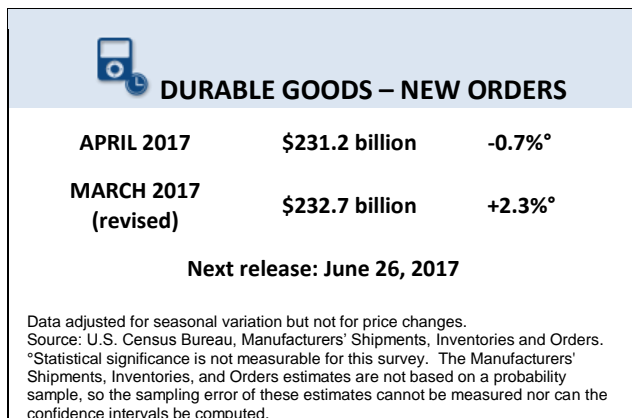 DURABLE GOODS – NEW ORDERS
APRIL 2017 $231.2 billion -0.7%°
MARCH 2017
(revised) $232.7 billion +2.3%°
Next release: June 26, 2017
Data adjusted for seasonal variation but not for price changes.
Source: U.S. Census Bureau, Manufacturers’ Shipments, Inventories and Orders.
°Statistical significance is not measurable for this survey. The Manufacturers'
Shipments, Inventories, and Orders estimates are not based on a probability
sample, so the sampling error of these estimates cannot be measured nor can the
confidence intervals be computed.